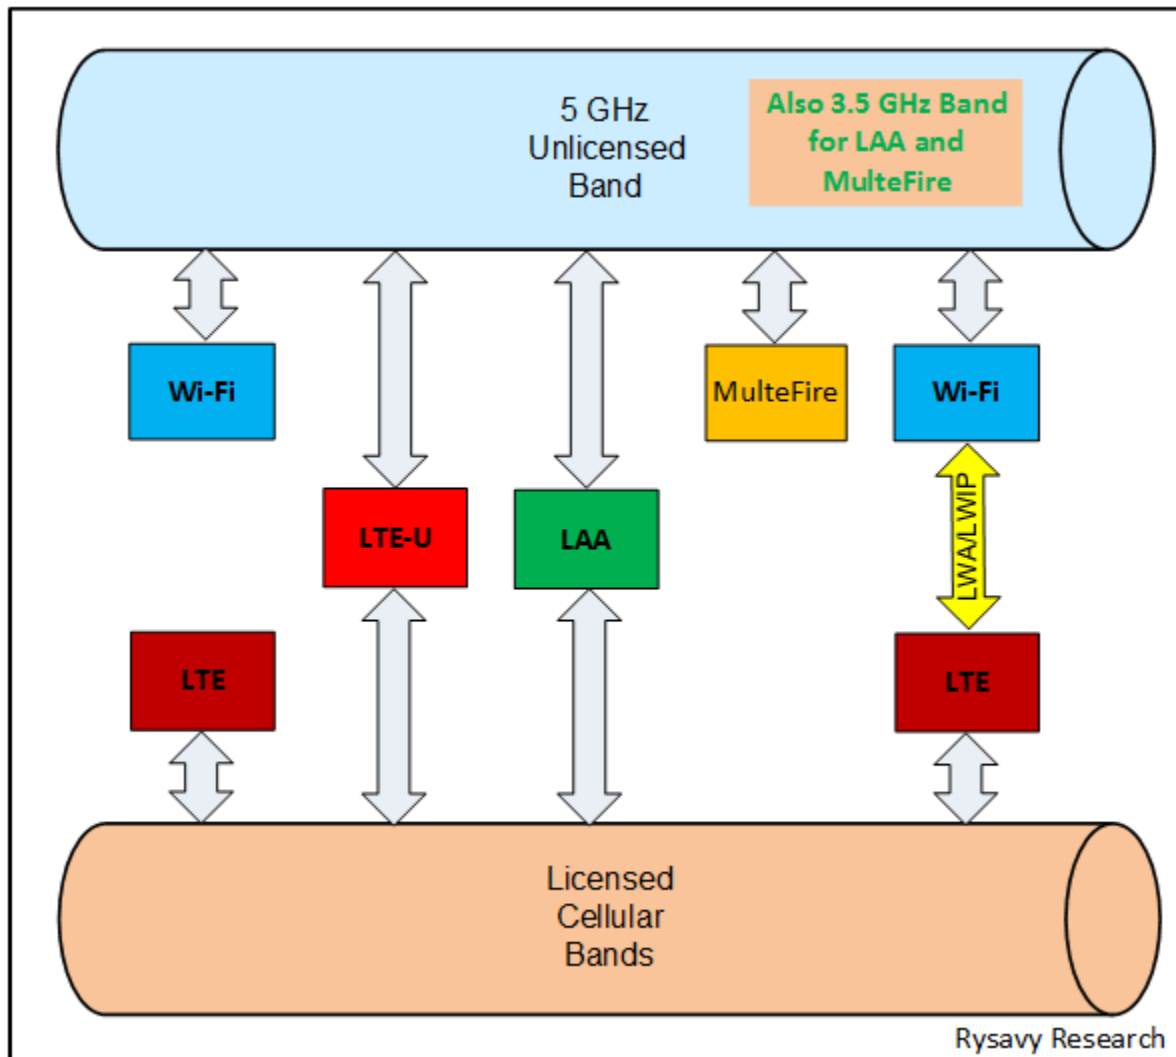 5 GHz
Unlicensed
Band
Also 3.5 GHz Band
for LAA and
MulteFire
Wi-Fi
MulteFire
Wi-Fi
LTE-U
LAA
LWA/LWIP
LTE
LTE
Licensed
Cellular
Bands
Rysavy Research